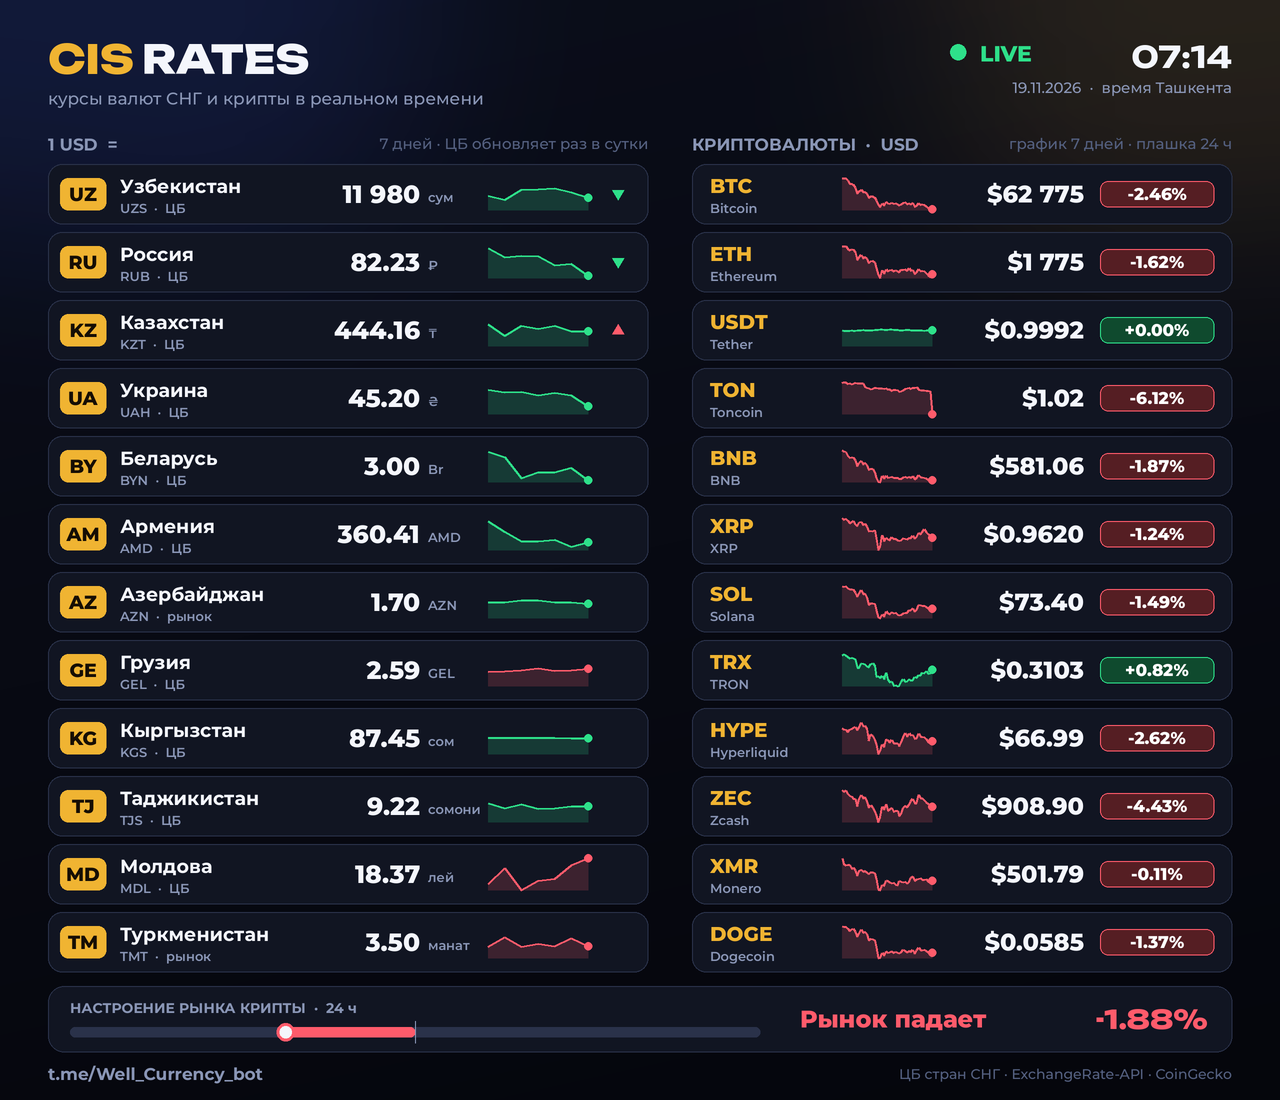 CIS RATES
курсы валют СНГ и крипты в реальном времени
LIVE
07:14
19.11.2026 · время Ташкента
1 USD =
7 дней · ЦБ обновляет раз в сутки
UZ Узбекистан 11 980 сум
UZS · ЦБ
RU Россия 82.23 ₽
RUB · ЦБ
KZ Казахстан 444.16 ₸
KZT · ЦБ
UA Украина 45.20 ₴
UAH · ЦБ
BY Беларусь 3.00 Br
BYN · ЦБ
AM Армения 360.41 AMD
AMD · ЦБ
AZ Азербайджан 1.70 AZN
AZN · рынок
GE Грузия 2.59 GEL
GEL · ЦБ
KG Кыргызстан 87.45 сом
KGS · ЦБ
TJ Таджикистан 9.22 сомони
TJS · ЦБ
MD Молдова 18.37 лей
MDL · ЦБ
TM Туркменистан 3.50 манат
TMT · рынок
КРИПТОВАЛЮТЫ · USD
график 7 дней · плашка 24 ч
BTC $62 775 -2.46%
Bitcoin
ETH $1 775 -1.62%
Ethereum
USDT $0.9992 +0.00%
Tether
TON $1.02 -6.12%
Toncoin
BNB $581.06 -1.87%
BNB
XRP $0.9620 -1.24%
XRP
SOL $73.40 -1.49%
Solana
TRX $0.3103 +0.82%
TRON
HYPE $66.99 -2.62%
Hyperliquid
ZEC $908.90 -4.43%
Zcash
XMR $501.79 -0.11%
Monero
DOGE $0.0585 -1.37%
Dogecoin
НАСТРОЕНИЕ РЫНКА КРИПТЫ · 24 ч
Рынок падает -1.88%
t.me/Well_Currency_bot
ЦБ стран СНГ · ExchangeRate-API · CoinGecko